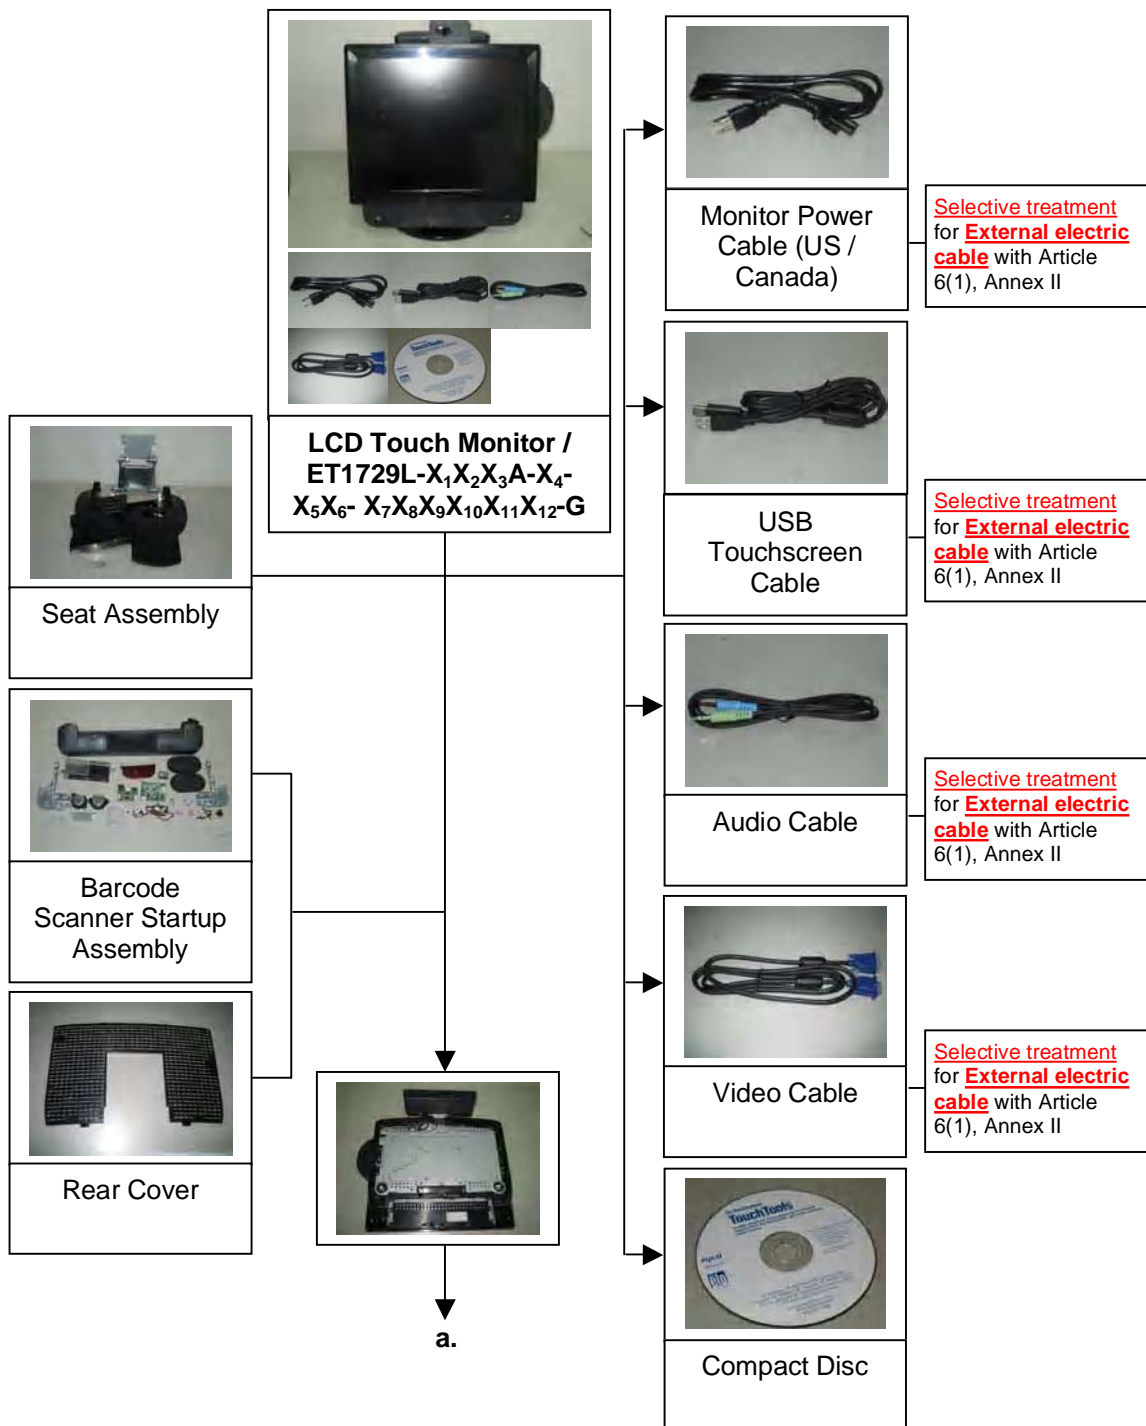 Monitor Power
Cable (US /
Canada)
Selective treatment
for External electric
cable with Article
6(1), Annex II
LCD Touch Monitor /
ET1729L-X₁X₂X₃A-X₄-
X₅X₆- X₇X₈X₉X₁₀X₁₁X₁₂-G
USB
Touchscreen
Cable
Selective treatment
for External electric
cable with Article
6(1), Annex II
Seat Assembly
Audio Cable
Selective treatment
for External electric
cable with Article
6(1), Annex II
Barcode
Scanner Startup
Assembly
Video Cable
Selective treatment
for External electric
cable with Article
6(1), Annex II
Rear Cover
TouchTools
a.
Compact Disc